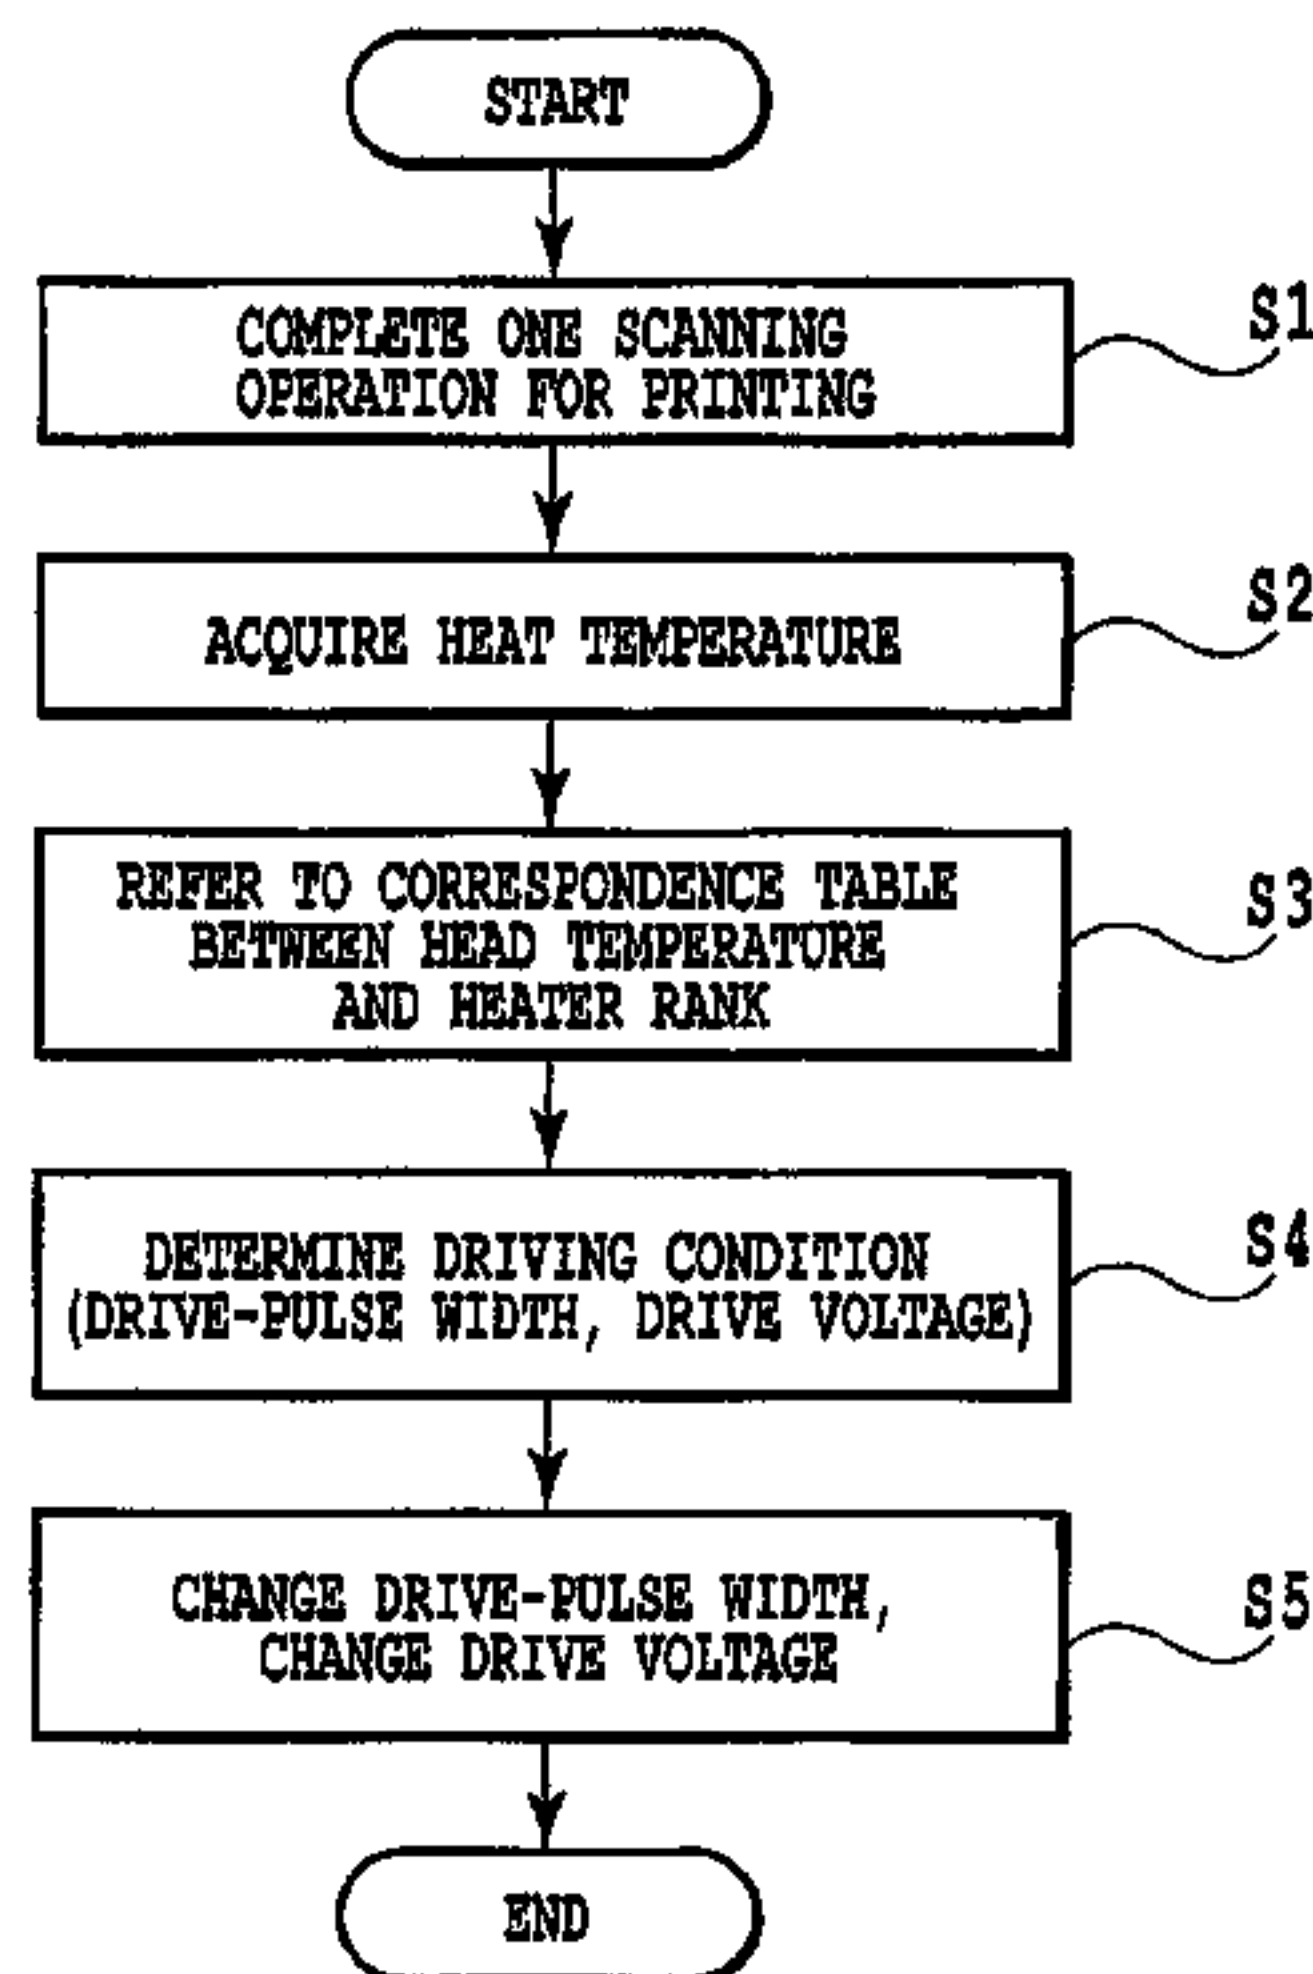 START
COMPLETE ONE SCANNING
OPERATION FOR PRINTING
S1
ACQUIRE HEAT TEMPERATURE
S2
REFER TO CORRESPONDENCE TABLE
BETWEEN HEAD TEMPERATURE
AND HEATER RANK
S3
DETERMINE DRIVING CONDITION
(DRIVE-PULSE WIDTH, DRIVE VOLTAGE)
S4
CHANGE DRIVE-PULSE WIDTH,
CHANGE DRIVE VOLTAGE
S5
END